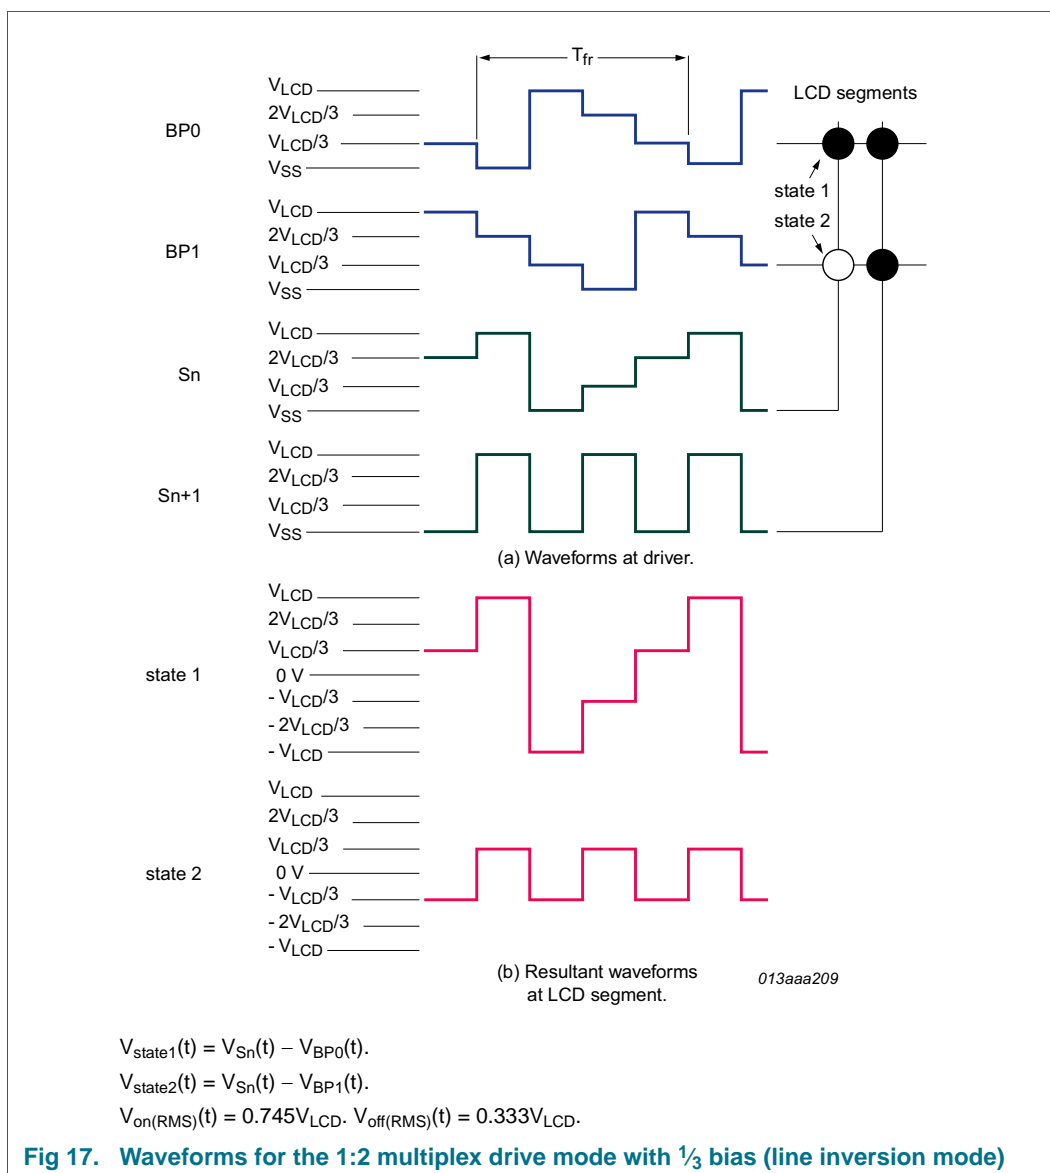 T_fr
BP0
V_LCD
2V_LCD/3
V_LCD/3
V_SS
LCD segments
state 1
state 2
BP1
V_LCD
2V_LCD/3
V_LCD/3
V_SS
Sn
V_LCD
2V_LCD/3
V_LCD/3
V_SS
Sn+1
V_LCD
2V_LCD/3
V_LCD/3
V_SS
(a) Waveforms at driver.
state 1
V_LCD
2V_LCD/3
V_LCD/3
0 V
- V_LCD/3
- 2V_LCD/3
- V_LCD
state 2
V_LCD
2V_LCD/3
V_LCD/3
0 V
- V_LCD/3
- 2V_LCD/3
- V_LCD
(b) Resultant waveforms
at LCD segment.
013aaa209
V_state1(t) = V_Sn(t) − V_BP0(t).
V_state2(t) = V_Sn(t) − V_BP1(t).
V_on(RMS)(t) = 0.745V_LCD. V_off(RMS)(t) = 0.333V_LCD.
Fig 17. Waveforms for the 1:2 multiplex drive mode with 1⁄3 bias (line inversion mode)